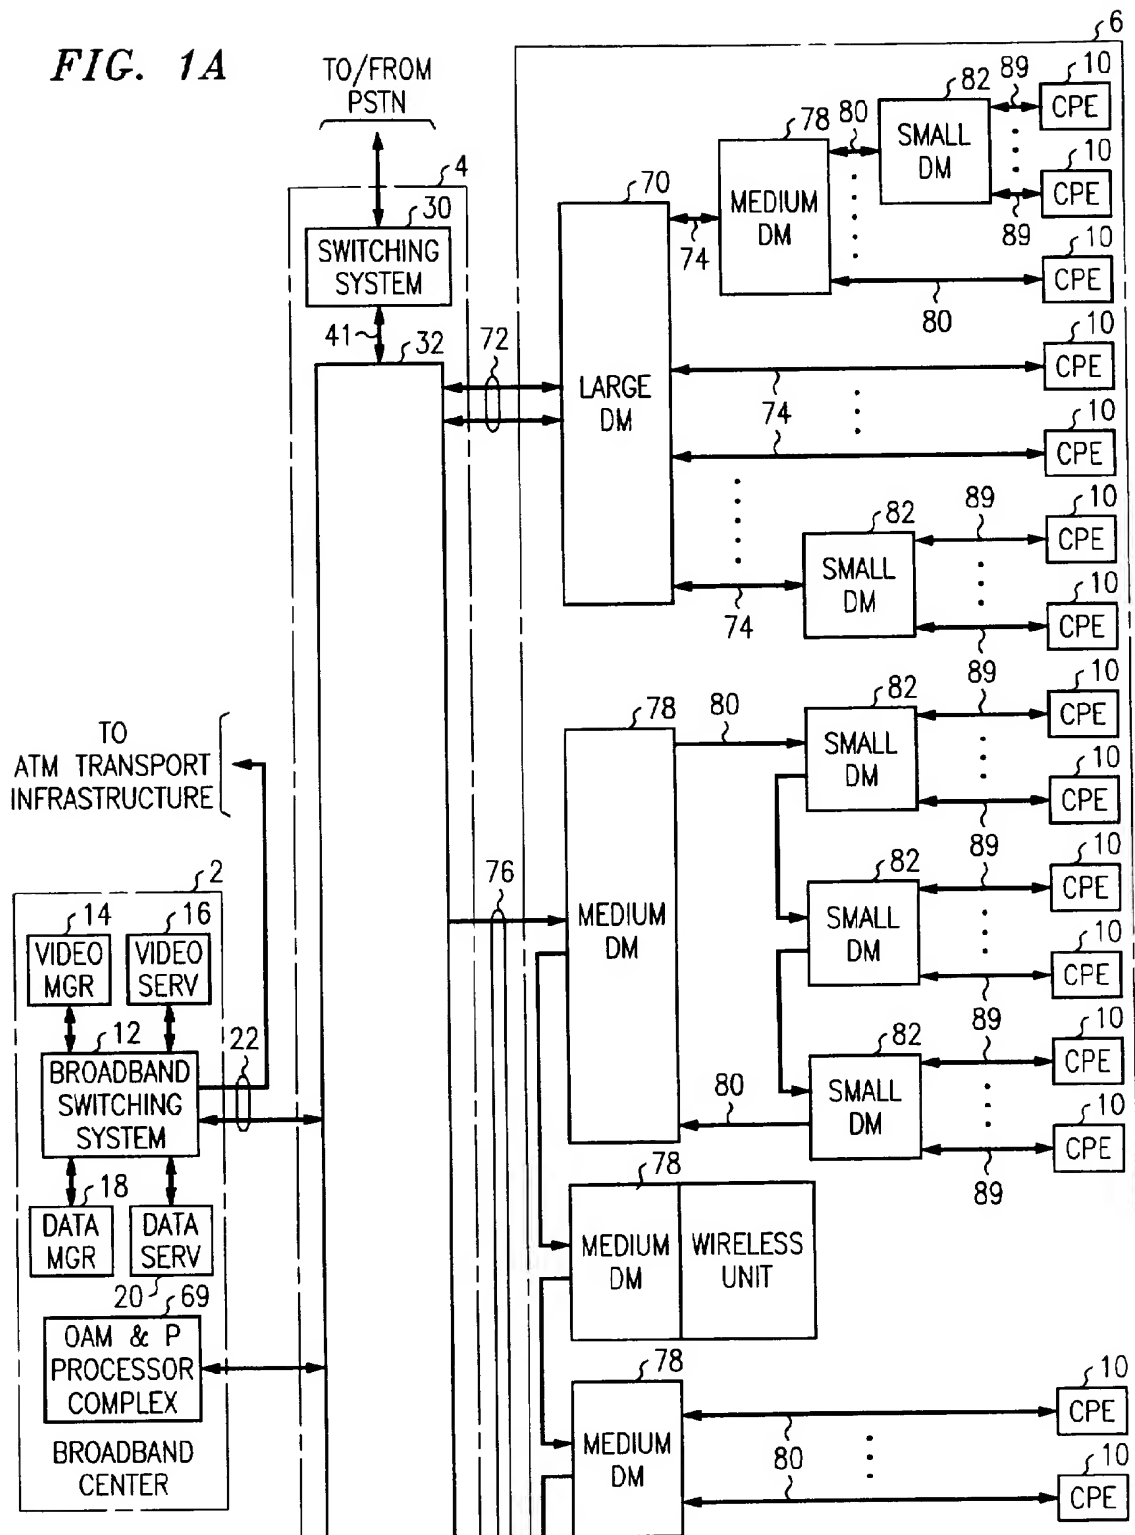 FIG. 1A
TO/FROM
PSTN
6
4
30
SWITCHING
SYSTEM
41
32
72
70
LARGE
DM
74
78
MEDIUM
DM
80
82
SMALL
DM
89
10
CPE
10
CPE
89
10
CPE
80
10
CPE
74
10
CPE
82
SMALL
DM
74
89
10
CPE
10
CPE
89
TO
ATM TRANSPORT
INFRASTRUCTURE
78
MEDIUM
DM
76
80
82
SMALL
DM
10
CPE
10
CPE
89
82
SMALL
DM
10
CPE
10
CPE
89
82
SMALL
DM
80
10
CPE
10
CPE
89
2
14
VIDEO
MGR
16
VIDEO
SERV
12
BROADBAND
SWITCHING
SYSTEM
22
18
DATA
MGR
DATA
SERV
20
69
OAM & P
PROCESSOR
COMPLEX
BROADBAND
CENTER
78
MEDIUM
DM
WIRELESS
UNIT
78
MEDIUM
DM
10
CPE
80
10
CPE